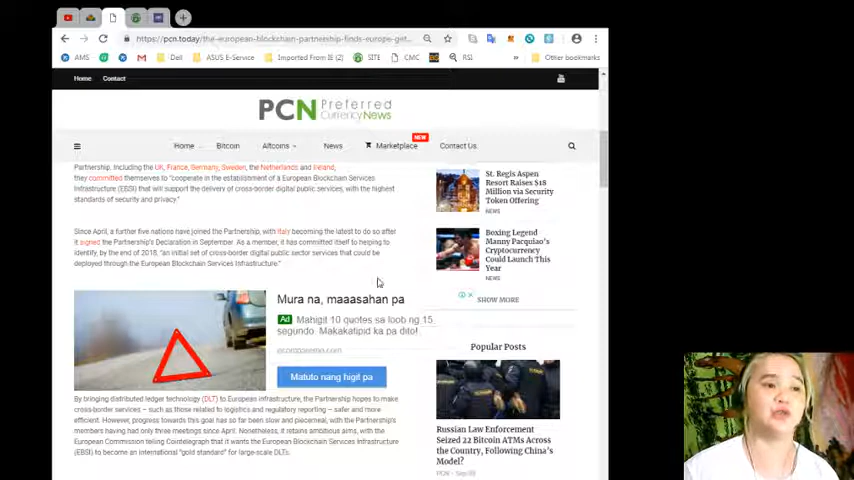 https://pcn.today/the-european-blockchain-partnership-finds-europe-get...
AMS
Dell
ASUS E-Service
Imported From IE (2)
SITE
CMC
RSI
»
Other bookmarks
Home
Contact
PCN Preferred
Currency News
NEW
Home
Bitcoin
Altcoins
News
Marketplace
Contact Us
Partnership. Including the UK, France, Germany, Sweden, the Netherlands and Ireland,
they committed themselves to "cooperate in the establishment of a European Blockchain Services
Infrastructure (EBSI) that will support the delivery of cross-border digital public services, with the highest
standards of security and privacy."
Since April, a further five nations have joined the Partnership, with Italy becoming the latest to do so after
it signed the Partnership's Declaration in September. As a member, it has committed itself to helping to
identify, by the end of 2018, "an initial set of cross-border digital public sector services that could be
deployed through the European Blockchain Services Infrastructure."
Mura na, maaasahan pa
Ad Mahigit 10 quotes sa loob ng 15
segundo. Makakatipid ka pa dito!
Matuto nang higit pa
By bringing distributed ledger technology (DLT) to European infrastructure, the Partnership hopes to make
cross-border services – such as those related to logistics and regulatory reporting – safer and more
efficient. However, progress towards this goal has so far been slow and piecemeal, with the Partnership's
members having had only three meetings since April. Nonetheless, it retains ambitious aims, with the
European Commission telling Cointelegraph that it wants the European Blockchain Services Infrastructure
(EBSI) to become an international "gold standard" for large-scale DLTs.
St. Regis Aspen
Resort Raises $18
Million via Security
Token Offering
NEWS
Boxing Legend
Manny Pacquiao's
Cryptocurrency
Could Launch This
Year
NEWS
SHOW MORE
Popular Posts
Russian Law Enforcement
Seized 22 Bitcoin ATMs Across
the Country, Following China's
Model?